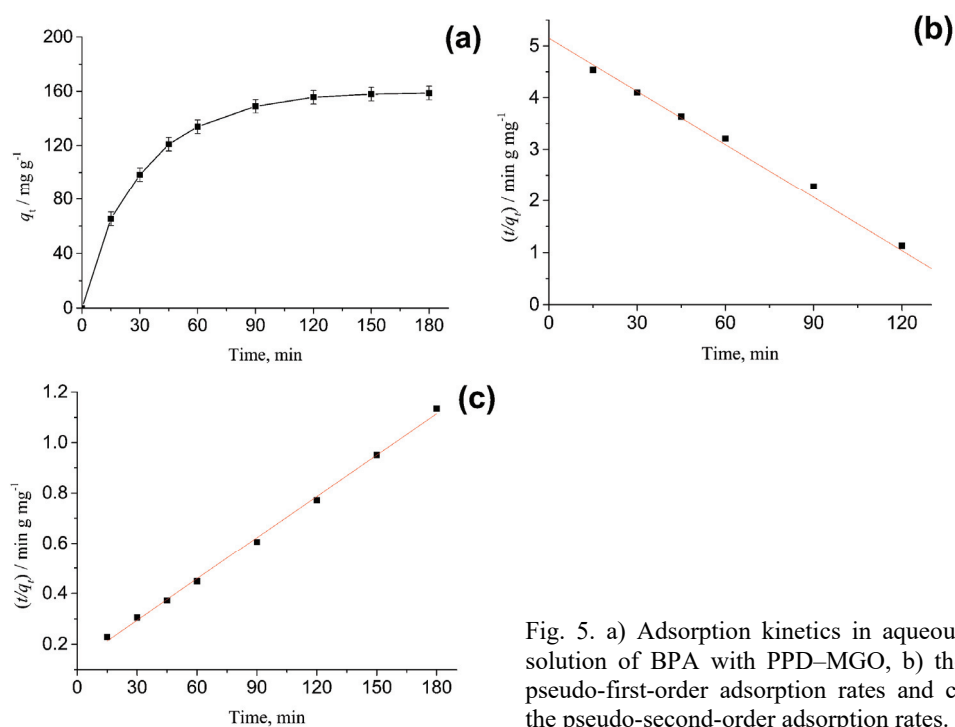 (a)
200
160
120
80
40
0
q_t / mg g^-1
0 30 60 90 120 150 180
Time, min
(b)
5
4
3
2
1
0
(t/q_t) / min g mg^-1
0 30 60 90 120
Time, min
(c)
1.2
1.0
0.8
0.6
0.4
0.2
(t/q_t) / min g mg^-1
0 30 60 90 120 150 180
Time, min
Fig. 5. a) Adsorption kinetics in aqueou
solution of BPA with PPD–MGO, b) th
pseudo-first-order adsorption rates and c
the pseudo-second-order adsorption rates.